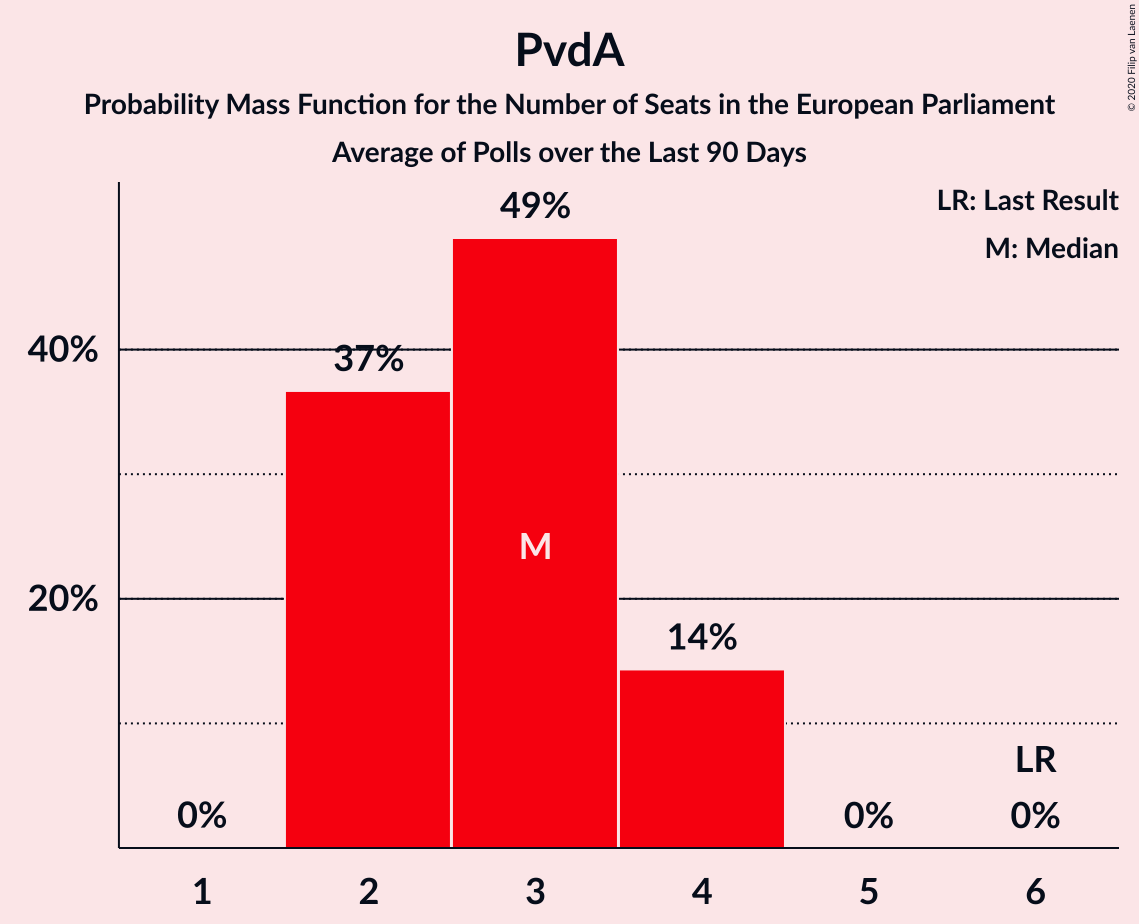 PvdA
Probability Mass Function for the Number of Seats in the European Parliament
Average of Polls over the Last 90 Days
© 2020 Filip van Laenen
LR: Last Result
M: Median
49%
40%
37%
M
20%
14%
LR
0%
0%
0%
1
2
3
4
5
6